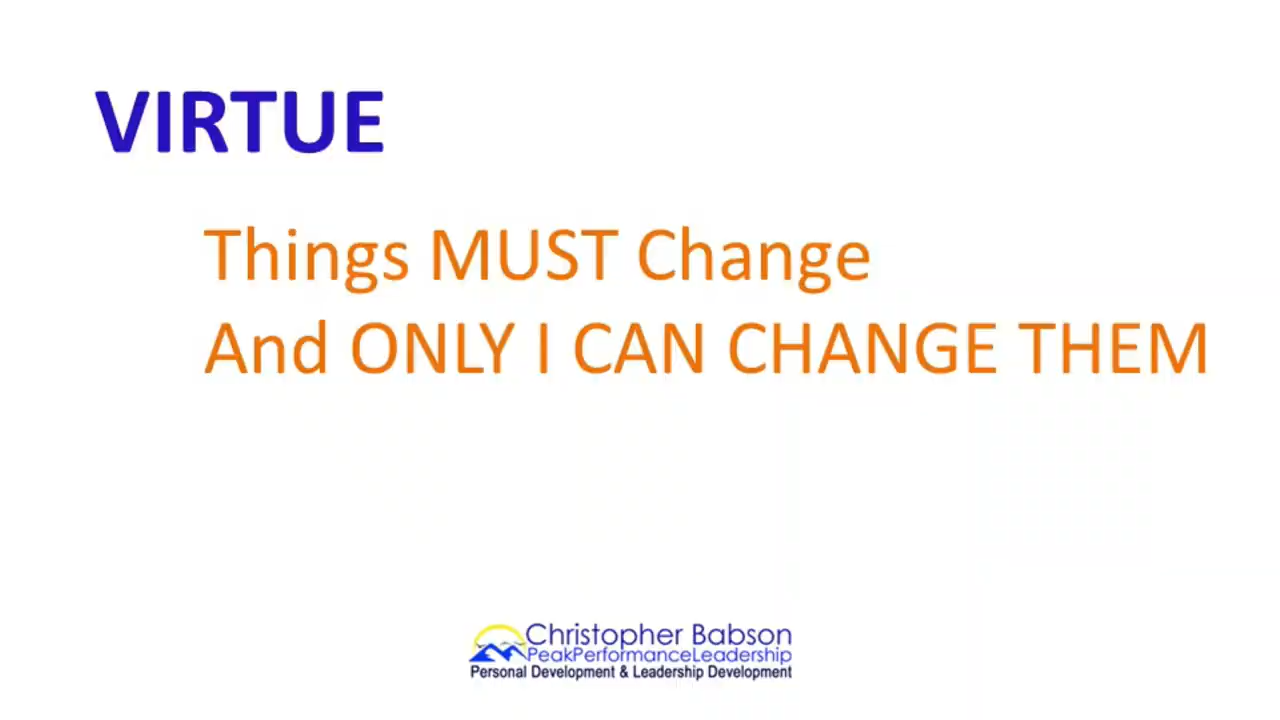 VIRTUE
Things MUST Change
And ONLY I CAN CHANGE THEM
Christopher Babson
PeakPerformanceLeadership
Personal Development & Leadership Development